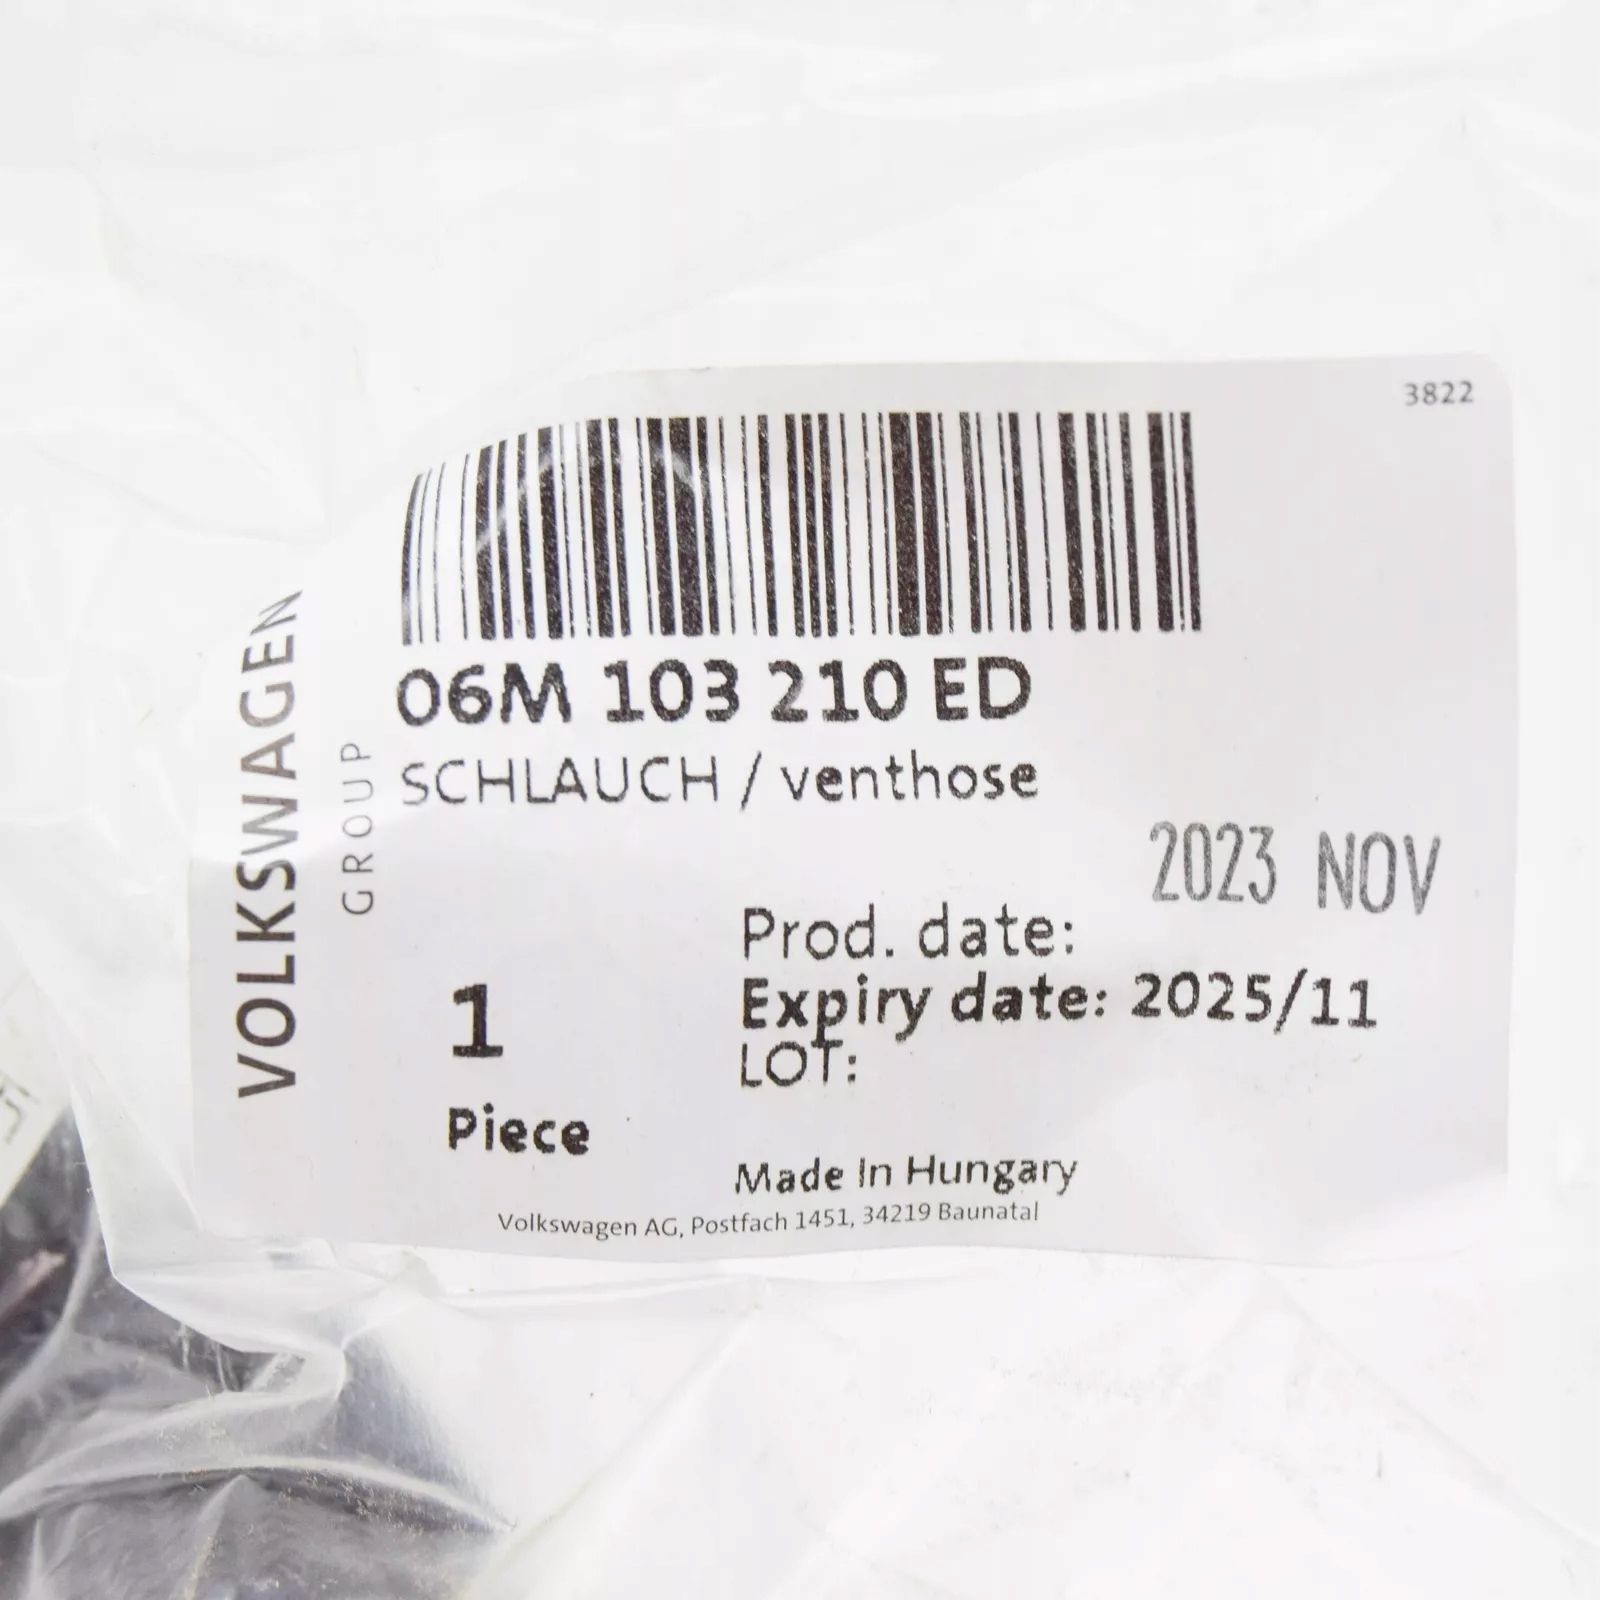 3822
VOLKSWAGEN
GROUP
06M 103 210 ED
SCHLAUCH / venthose
2023 NOV
Prod. date:
Expiry date: 2025/11
LOT:
1
Piece
Made In Hungary
Volkswagen AG, Postfach 1451, 34219 Baunatal